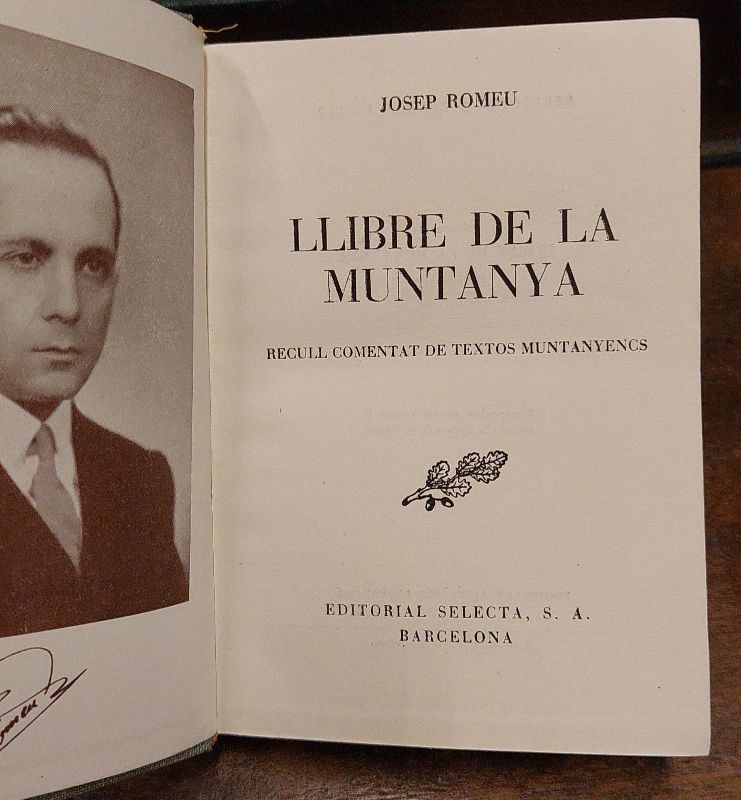 JOSEP ROMEU
LLIBRE DE LA
MUNTANYA
RECULL COMENTAT DE TEXTOS MUNTANYENCS
EDITORIAL SELECTA, S. A.
BARCELONA